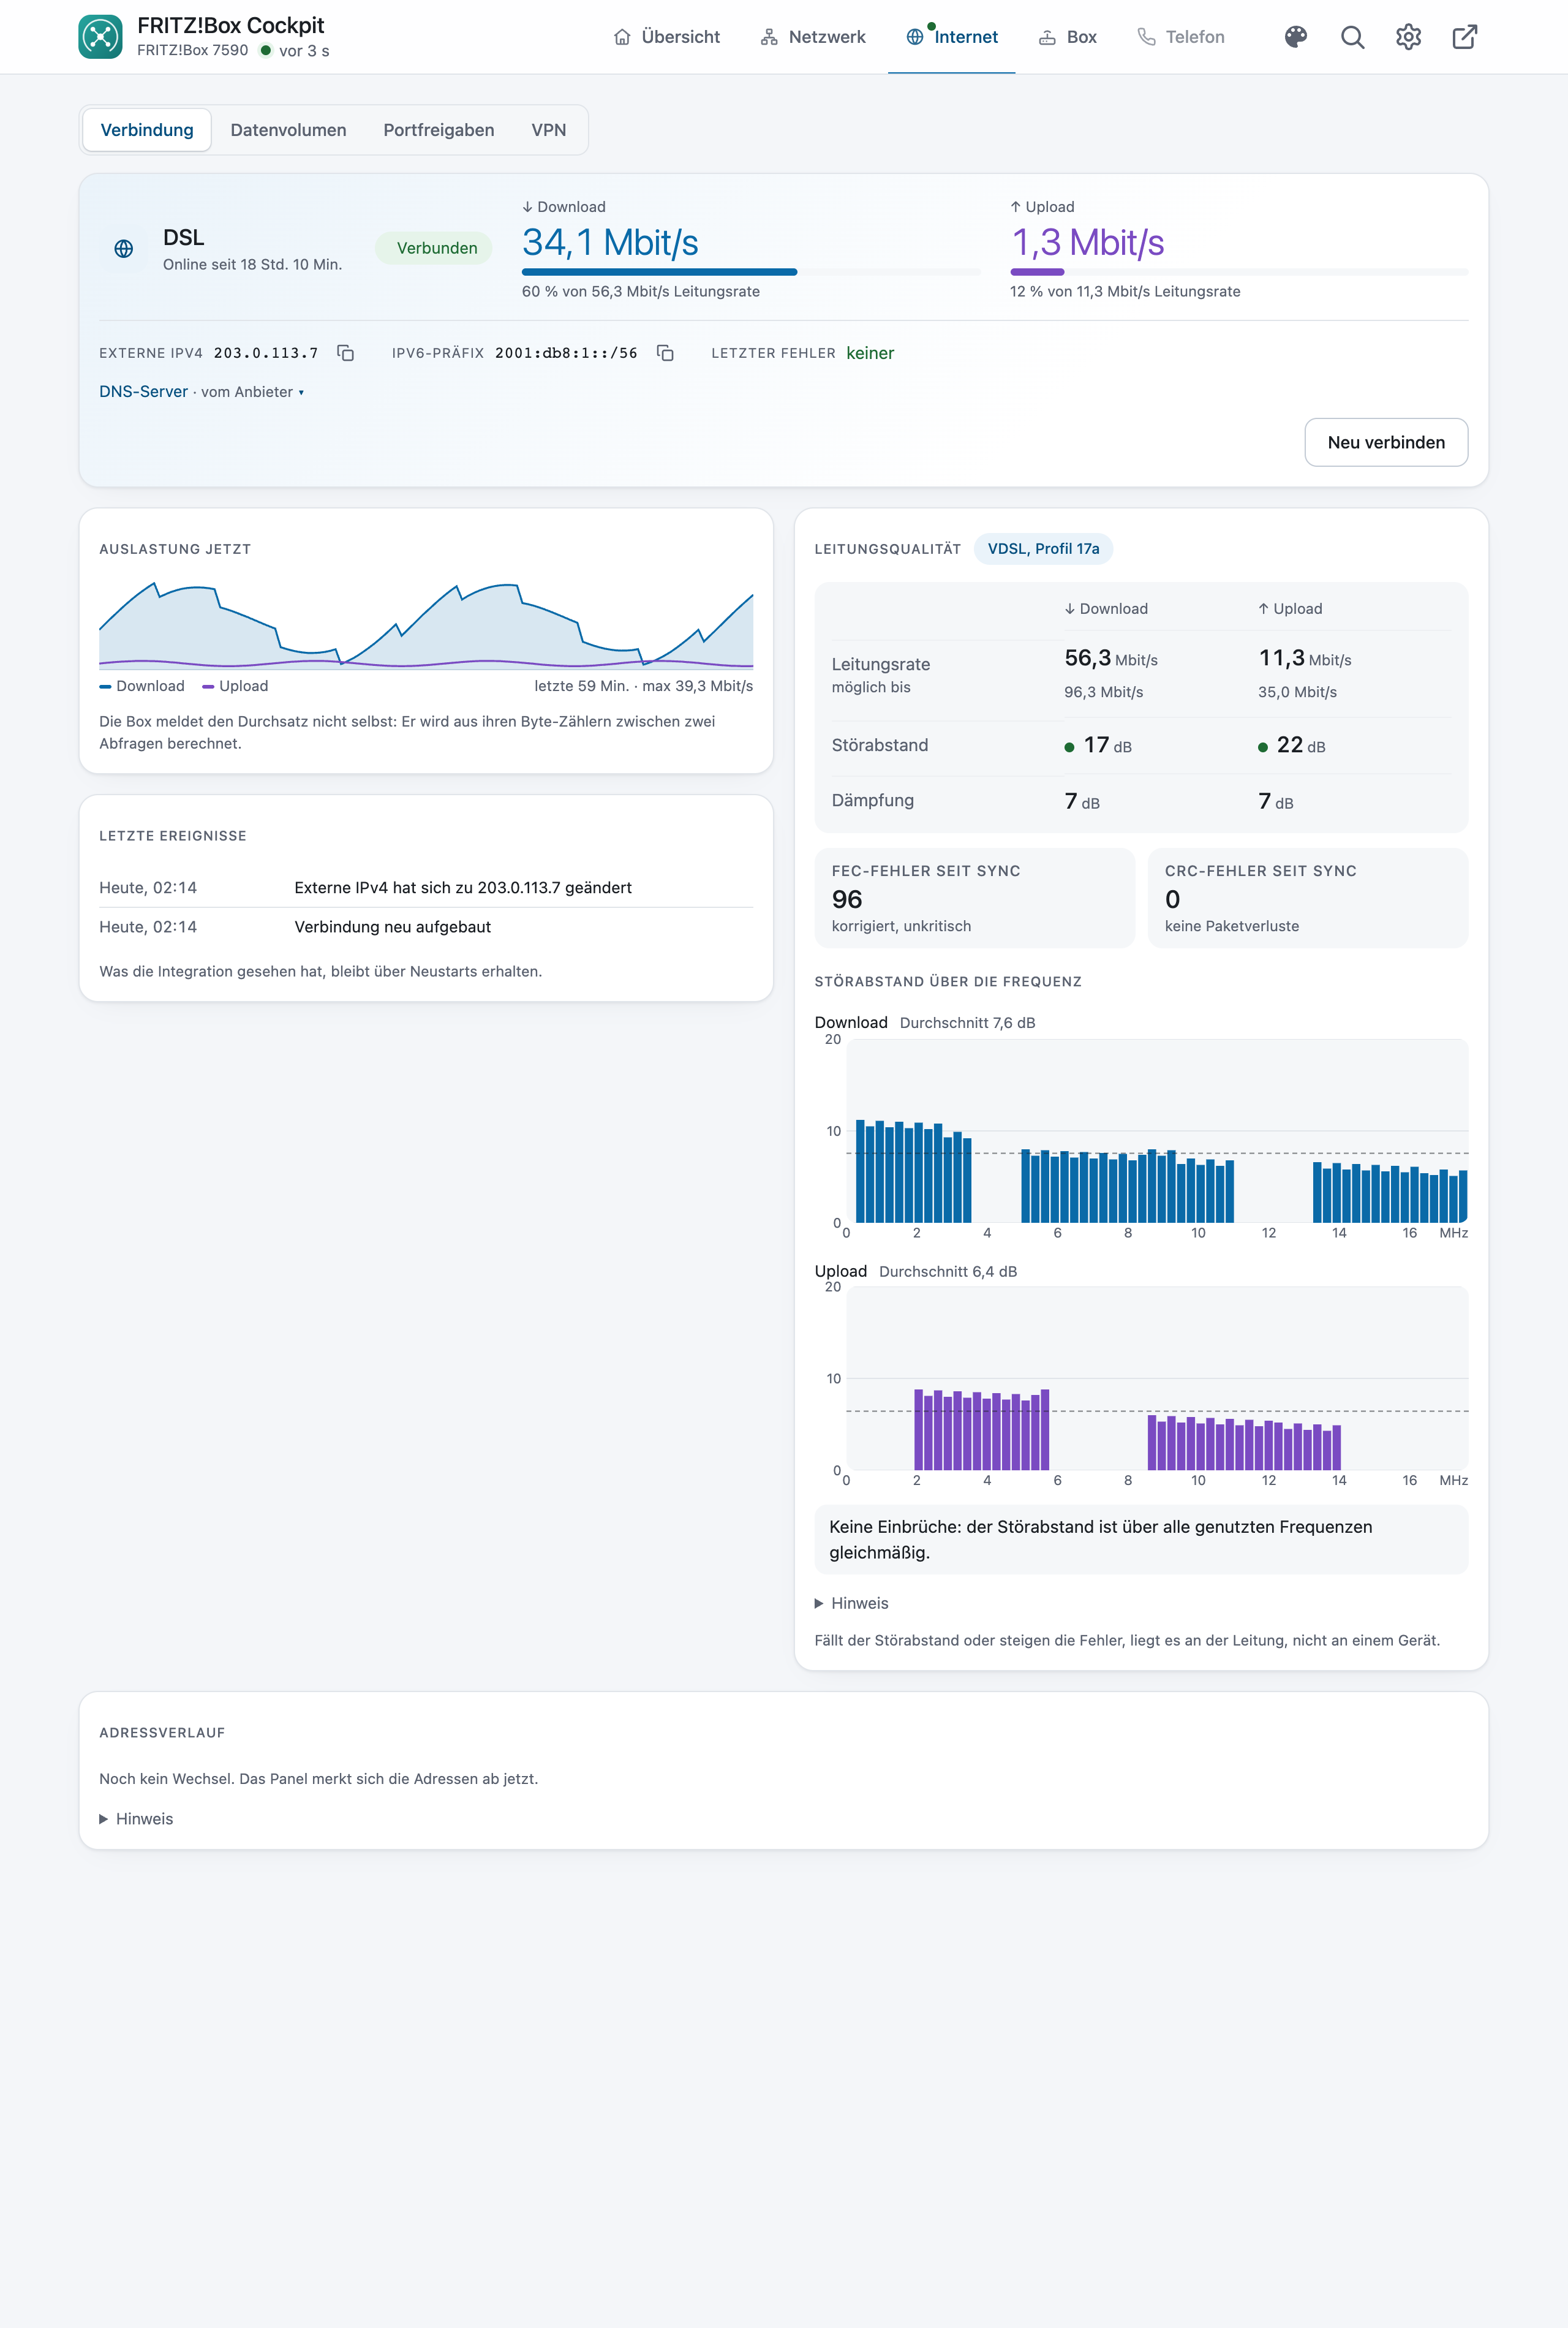 FRITZ!Box Cockpit
FRITZ!Box 7590 vor 3 s
Übersicht Netzwerk Internet Box Telefon
Verbindung Datenvolumen Portfreigaben VPN
DSL
Online seit 18 Std. 10 Min.
Verbunden
↓ Download
34,1 Mbit/s
60 % von 56,3 Mbit/s Leitungsrate
↑ Upload
1,3 Mbit/s
12 % von 11,3 Mbit/s Leitungsrate
EXTERNE IPV4 203.0.113.7 IPV6-PRÄFIX 2001:db8:1::/56 LETZTER FEHLER keiner
DNS-Server · vom Anbieter ▾
Neu verbinden
AUSLASTUNG JETZT
Download Upload letzte 59 Min. · max 39,3 Mbit/s
Die Box meldet den Durchsatz nicht selbst: Er wird aus ihren Byte-Zählern zwischen zwei
Abfragen berechnet.
LETZTE EREIGNISSE
Heute, 02:14 Externe IPv4 hat sich zu 203.0.113.7 geändert
Heute, 02:14 Verbindung neu aufgebaut
Was die Integration gesehen hat, bleibt über Neustarts erhalten.
LEITUNGSQUALITÄT VDSL, Profil 17a
↓ Download ↑ Upload
Leitungsrate 56,3 Mbit/s 11,3 Mbit/s
möglich bis 96,3 Mbit/s 35,0 Mbit/s
Störabstand 17 dB 22 dB
Dämpfung 7 dB 7 dB
FEC-FEHLER SEIT SYNC
96
korrigiert, unkritisch
CRC-FEHLER SEIT SYNC
0
keine Paketverluste
STÖRABSTAND ÜBER DIE FREQUENZ
Download Durchschnitt 7,6 dB
20
10
0
0 2 4 6 8 10 12 14 16 MHz
Upload Durchschnitt 6,4 dB
20
10
0
0 2 4 6 8 10 12 14 16 MHz
Keine Einbrüche: der Störabstand ist über alle genutzten Frequenzen
gleichmäßig.
▶ Hinweis
Fällt der Störabstand oder steigen die Fehler, liegt es an der Leitung, nicht an einem Gerät.
ADRESSVERLAUF
Noch kein Wechsel. Das Panel merkt sich die Adressen ab jetzt.
▶ Hinweis